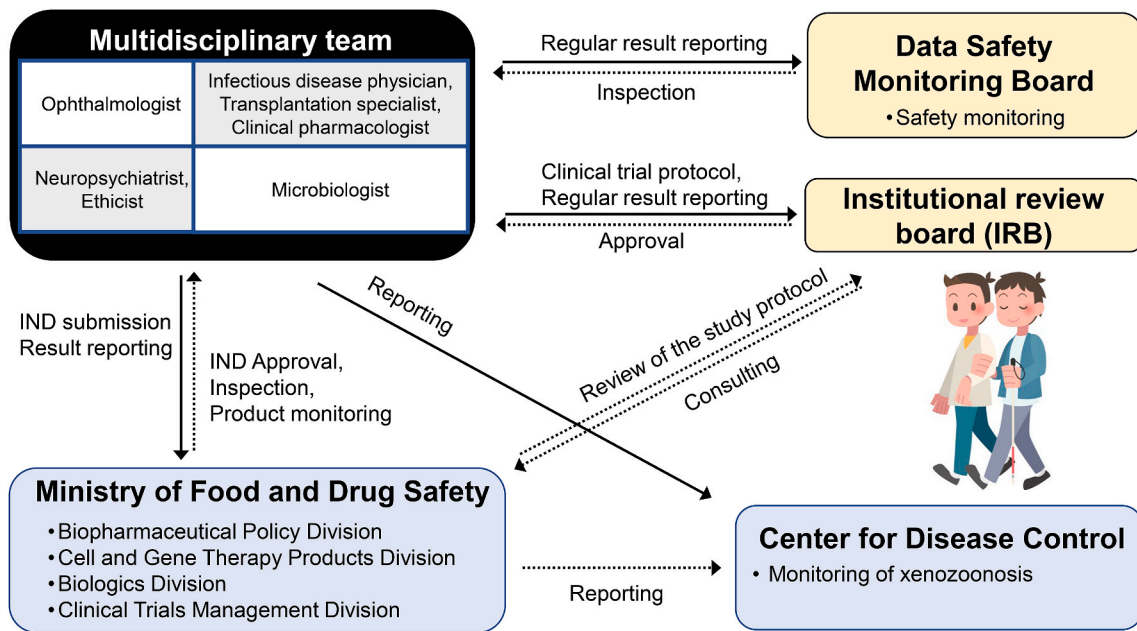 Multidisciplinary team
Ophthalmologist
Infectious disease physician,
Transplantation specialist,
Clinical pharmacologist
Neuropsychiatrist,
Ethicist
Microbiologist
Regular result reporting
Inspection
Data Safety
Monitoring Board
•Safety monitoring
Clinical trial protocol,
Regular result reporting
Approval
Institutional review
board (IRB)
IND submission
Result reporting
IND Approval,
Inspection,
Product monitoring
Reporting
Review of the study protocol
Consulting
Ministry of Food and Drug Safety
•Biopharmaceutical Policy Division
•Cell and Gene Therapy Products Division
•Biologics Division
•Clinical Trials Management Division
Reporting
Center for Disease Control
• Monitoring of xenozoonosis